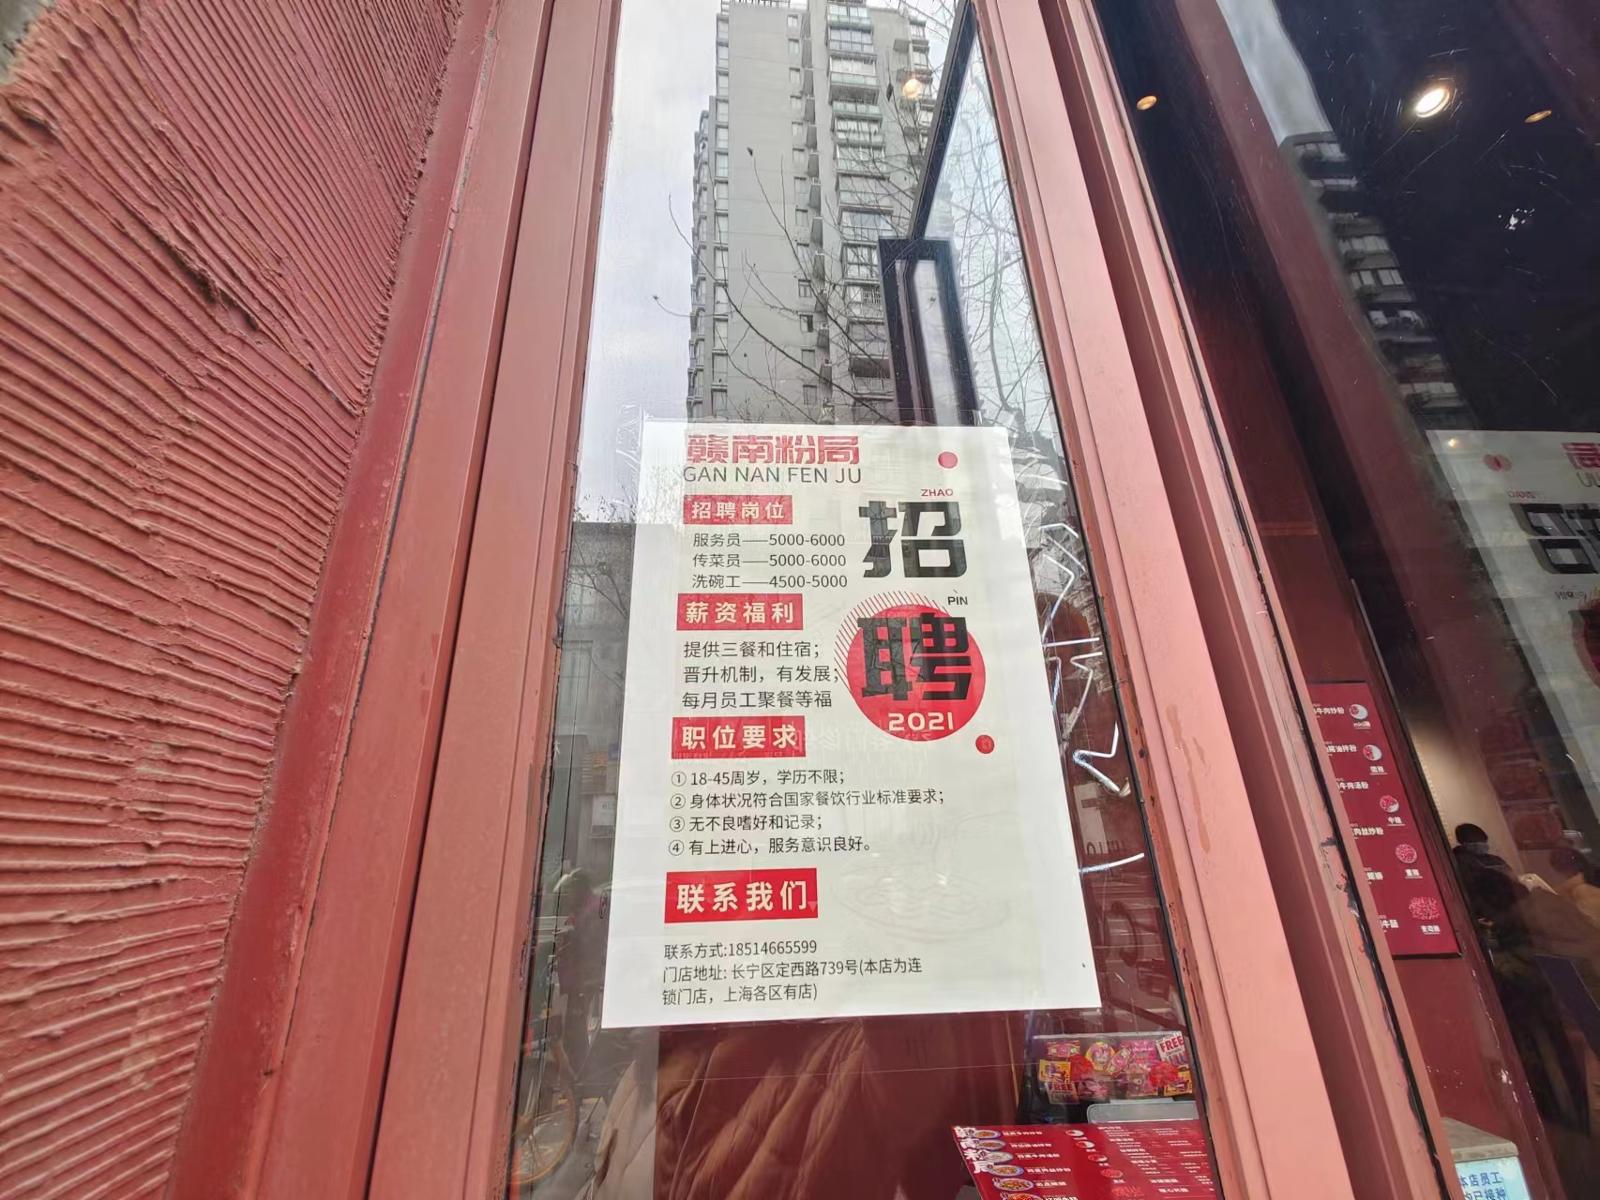 赣南粉局
GAN NAN FEN JU
招聘岗位
服务员——5000-6000
传菜员——5000-6000
洗碗工——4500-5000
薪资福利
提供三餐和住宿；
晋升机制，有发展；
每月员工聚餐等福
职位要求
① 18-45周岁，学历不限；
② 身体状况符合国家餐饮行业标准要求；
③ 无不良嗜好和记录；
④ 有上进心，服务意识良好。
联系我们
联系方式:18514665599
门店地址: 长宁区定西路739号(本店为连
锁门店，上海各区有店)
ZHAO
招
PIN
聘
2021
FREE
FREE